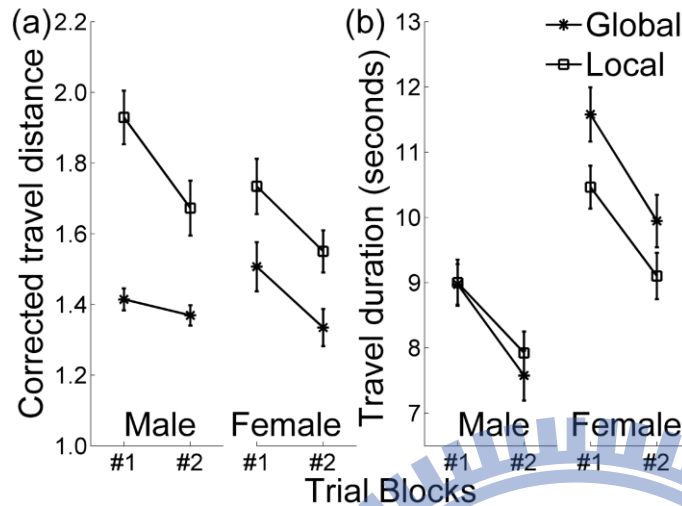 (a)
Corrected travel distance
2.2
2.0
1.8
1.6
1.4
1.2
1.0
Male
Female
#1
#2
#1
#2
(b)
Travel duration (seconds)
13
12
11
10
9
8
7
Global
Local
Male
Female
#1
#2
#1
#2
Trial Blocks